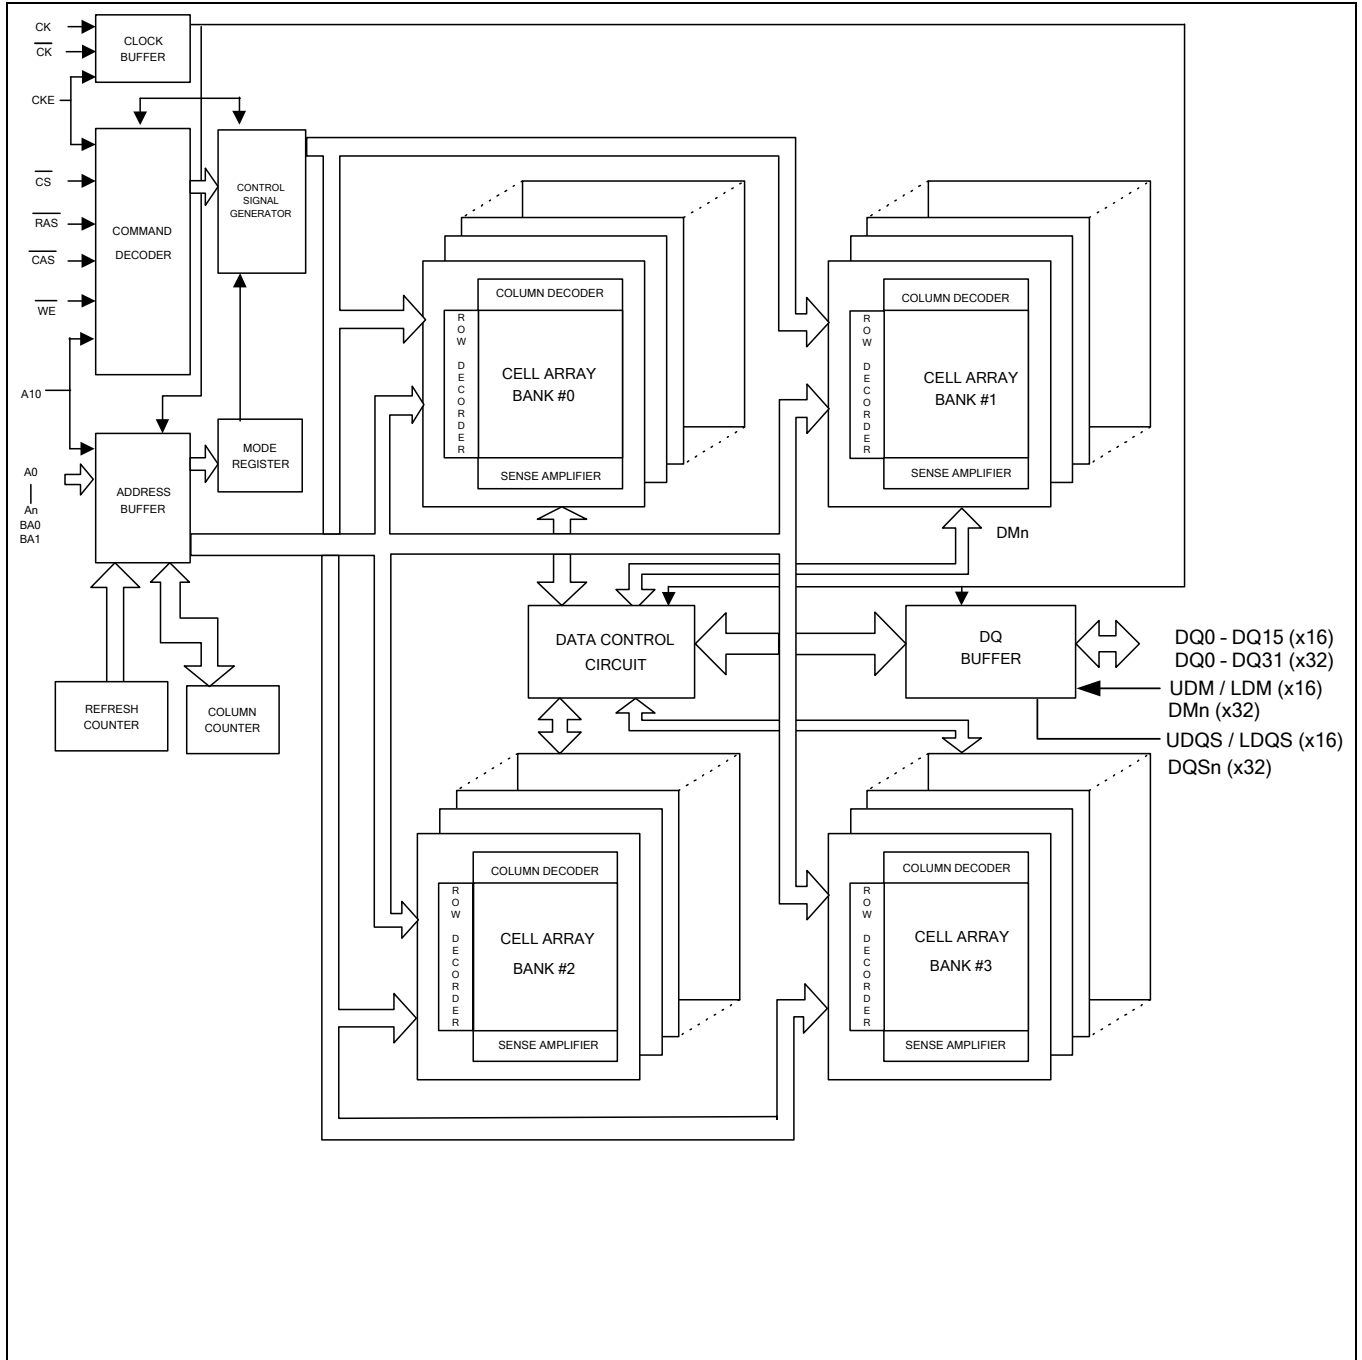 CK
CLOCK
BUFFER
CK
CKE
CS
RAS
CAS
WE
COMMAND
DECODER
CONTROL
SIGNAL
GENERATOR
A10
MODE
REGISTER
A0
An
BA0
BA1
ADDRESS
BUFFER
REFRESH
COUNTER
COLUMN
COUNTER
COLUMN DECODER
ROW DECORDER
CELL ARRAY
BANK #0
SENSE AMPLIFIER
COLUMN DECODER
ROW DECORDER
CELL ARRAY
BANK #1
SENSE AMPLIFIER
DMn
DATA CONTROL
CIRCUIT
DQ
BUFFER
DQ0 - DQ15 (x16)
DQ0 - DQ31 (x32)
UDM / LDM (x16)
DMn (x32)
UDQS / LDQS (x16)
DQSn (x32)
COLUMN DECODER
ROW DECORDER
CELL ARRAY
BANK #2
SENSE AMPLIFIER
COLUMN DECODER
ROW DECORDER
CELL ARRAY
BANK #3
SENSE AMPLIFIER